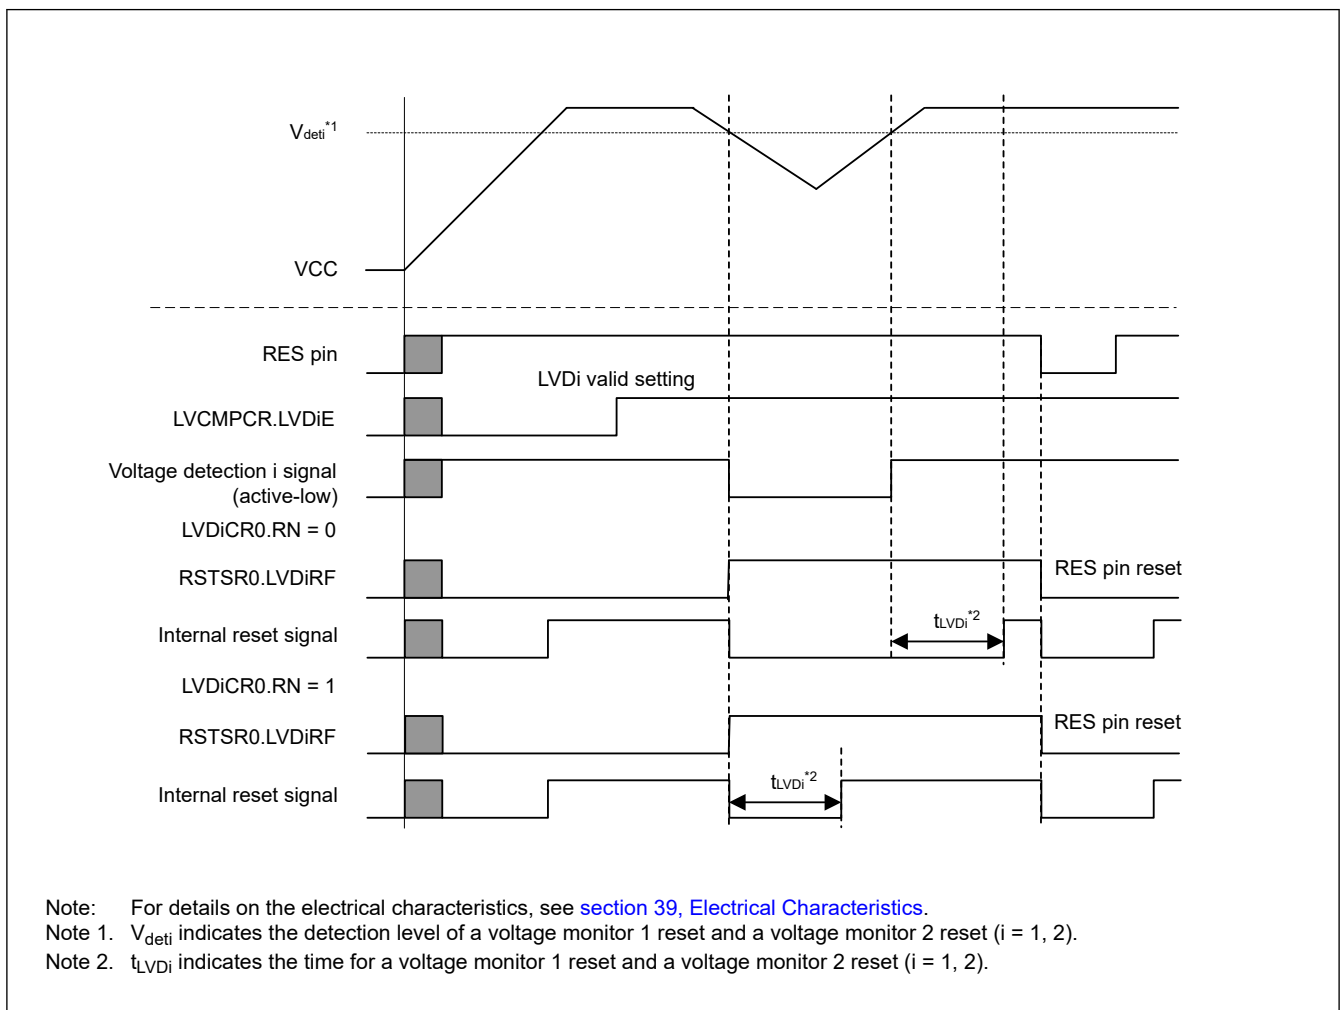 Vdeti*1
VCC
RES pin
LVDi valid setting
LVCMPCR.LVDiE
Voltage detection i signal
(active-low)
LVDiCR0.RN = 0
RSTSR0.LVDiRF
RES pin reset
tLVDi*2
Internal reset signal
LVDiCR0.RN = 1
RSTSR0.LVDiRF
RES pin reset
tLVDi*2
Internal reset signal
Note: For details on the electrical characteristics, see section 39, Electrical Characteristics.
Note 1. Vdeti indicates the detection level of a voltage monitor 1 reset and a voltage monitor 2 reset (i = 1, 2).
Note 2. tLVDi indicates the time for a voltage monitor 1 reset and a voltage monitor 2 reset (i = 1, 2).